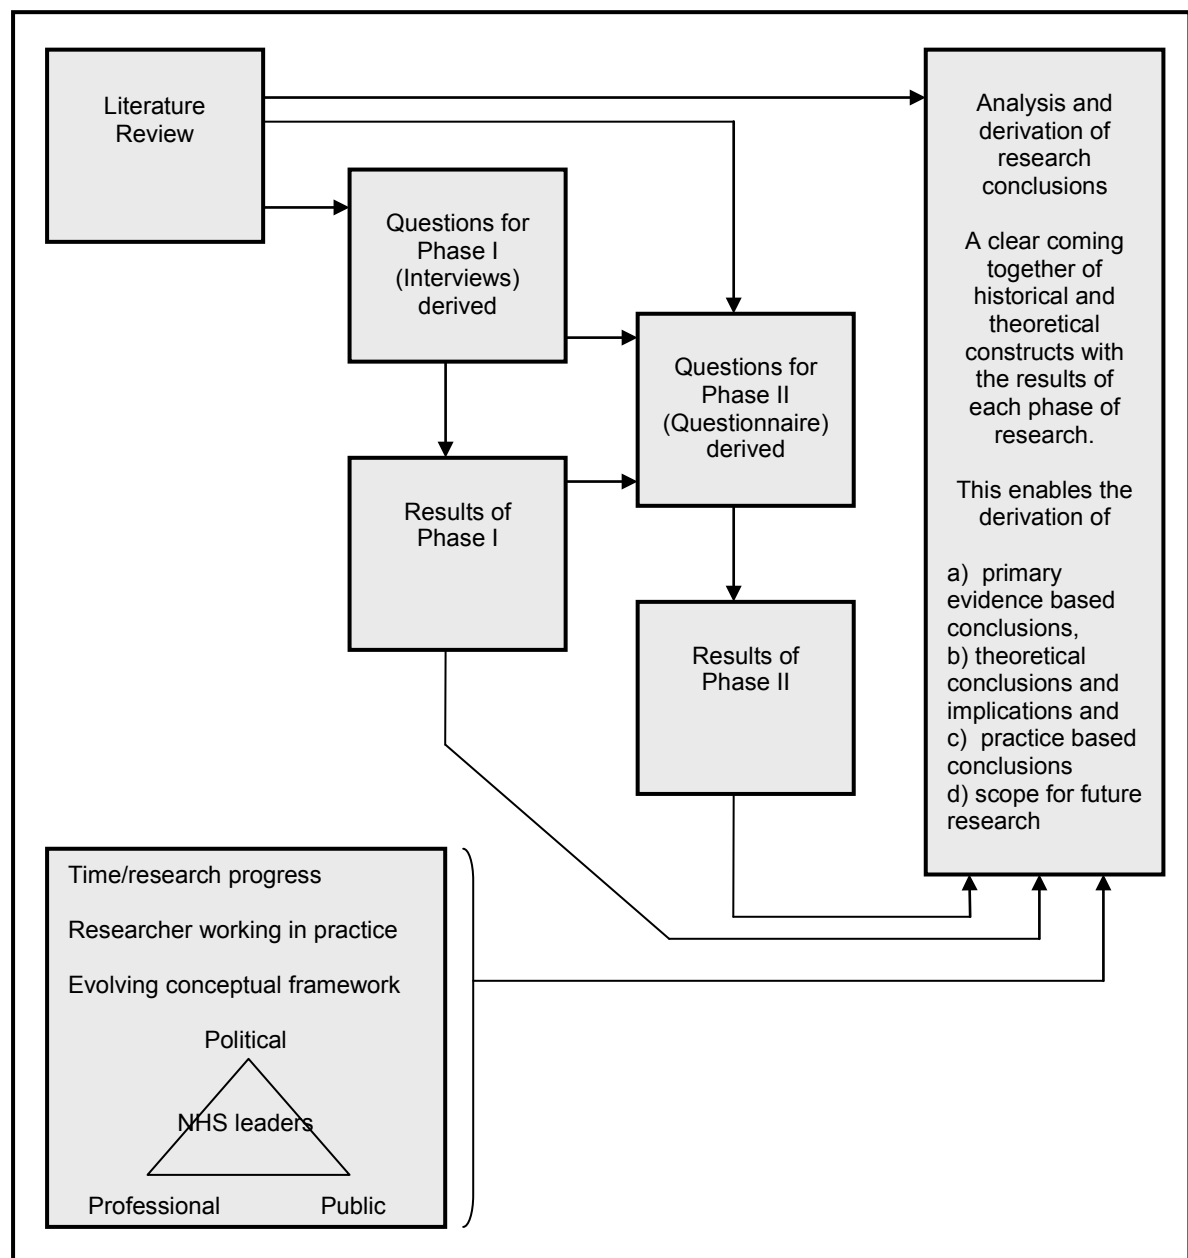 Literature
Review
Questions for
Phase I
(Interviews)
derived
Results of
Phase I
Questions for
Phase II
(Questionnaire)
derived
Results of
Phase II
Analysis and
derivation of
research
conclusions
A clear coming
together of
historical and
theoretical
constructs with
the results of
each phase of
research.
This enables the
derivation of
a) primary
evidence based
conclusions,
b) theoretical
conclusions and
implications and
c) practice based
conclusions
d) scope for future
research
Time/research progress
Researcher working in practice
Evolving conceptual framework
Political
NHS leaders
Professional Public